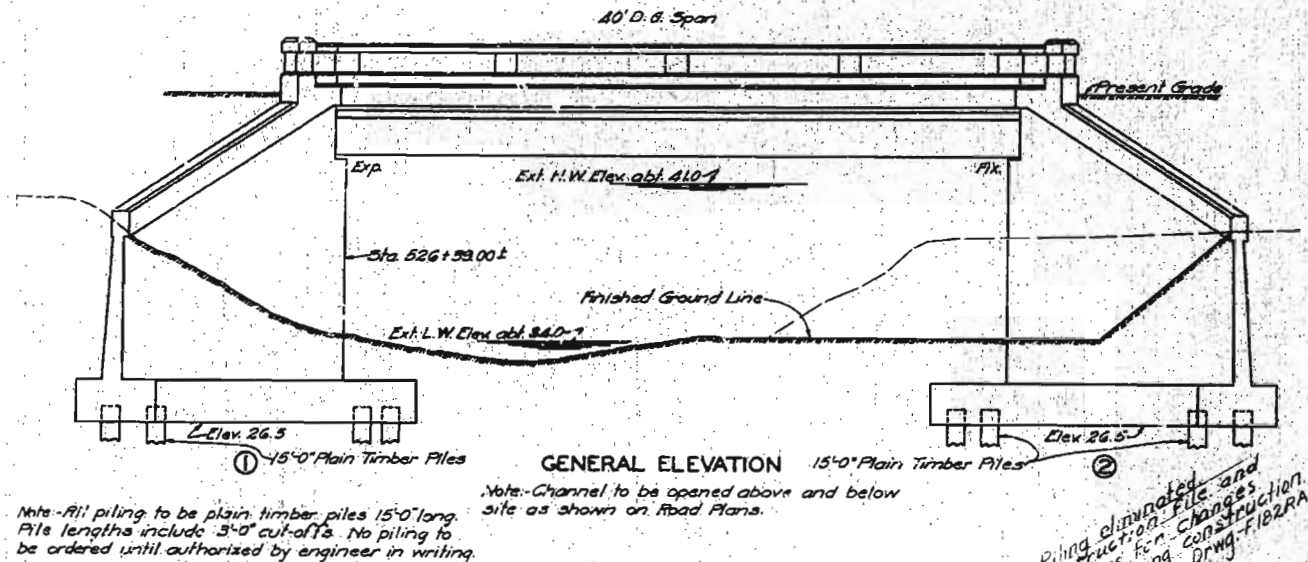 40' D.G. Span
Present Grade
Exp.
Ext. H.W. Elev. abt. 41.0
Fix.
Sta. 526+99.00±
Finished Ground Line
Ext. L.W. Elev. abt. 34.0
Elev. 26.5
Elev. 26.5
① 15'-0" Plain Timber Piles
GENERAL ELEVATION
15'-0" Plain Timber Piles ②
Note:-Channel to be opened above and below
site as shown on Road Plans.
Note:-All piling to be plain timber piles 15'-0" long.
Pile lengths include 3'-0" cut-offs. No piling to
be ordered until authorized by engineer in writing.
Piling eliminated
File and
for changes
construction.
Drwg. F182RA